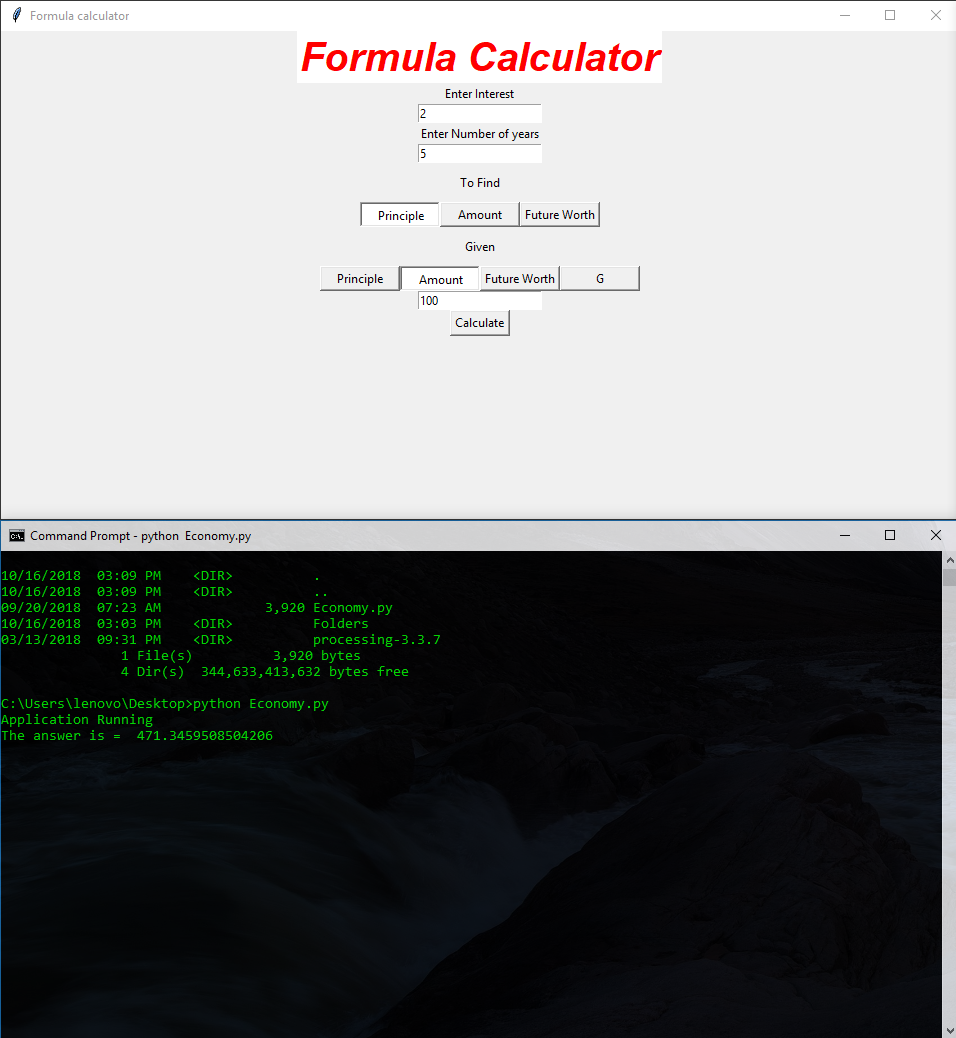 Formula calculator
Formula Calculator
Enter Interest
2
Enter Number of years
5
To Find
Principle Amount Future Worth
Given
Principle Amount Future Worth G
100
Calculate
Command Prompt - python  Economy.py
10/16/2018  03:09 PM    <DIR>          .
10/16/2018  03:09 PM    <DIR>          ..
09/20/2018  07:23 AM             3,920 Economy.py
10/16/2018  03:03 PM    <DIR>          Folders
03/13/2018  09:31 PM    <DIR>          processing-3.3.7
               1 File(s)          3,920 bytes
               4 Dir(s)  344,633,413,632 bytes free
C:\Users\lenovo\Desktop>python Economy.py
Application Running
The answer is =  471.3459508504206